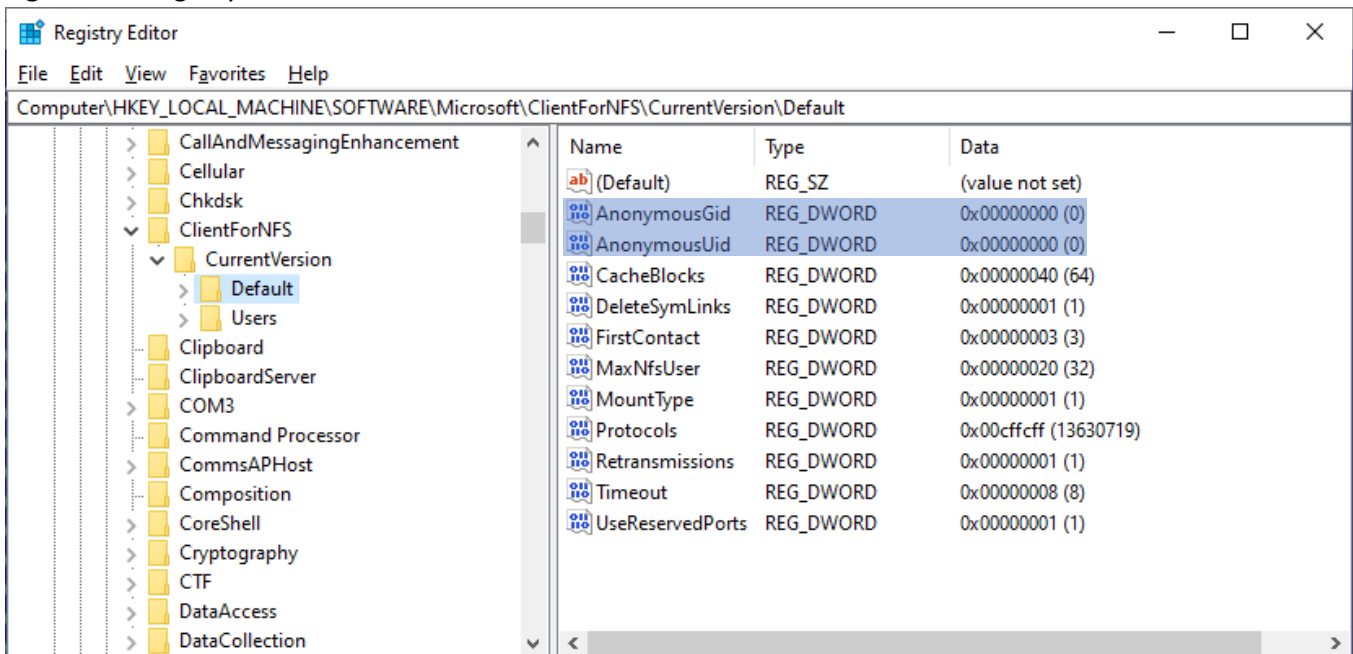 Registry Editor
File Edit View Favorites Help
Computer\HKEY_LOCAL_MACHINE\SOFTWARE\Microsoft\ClientForNFS\CurrentVersion\Default
CallAndMessagingEnhancement
Cellular
Chkdsk
ClientForNFS
CurrentVersion
Default
Users
Clipboard
ClipboardServer
COM3
Command Processor
CommsAPHost
Composition
CoreShell
Cryptography
CTF
DataAccess
DataCollection
Name Type Data
(Default) REG_SZ (value not set)
AnonymousGid REG_DWORD 0x00000000 (0)
AnonymousUid REG_DWORD 0x00000000 (0)
CacheBlocks REG_DWORD 0x00000040 (64)
DeleteSymLinks REG_DWORD 0x00000001 (1)
FirstContact REG_DWORD 0x00000003 (3)
MaxNfsUser REG_DWORD 0x00000020 (32)
MountType REG_DWORD 0x00000001 (1)
Protocols REG_DWORD 0x00cffcff (13630719)
Retransmissions REG_DWORD 0x00000001 (1)
Timeout REG_DWORD 0x00000008 (8)
UseReservedPorts REG_DWORD 0x00000001 (1)